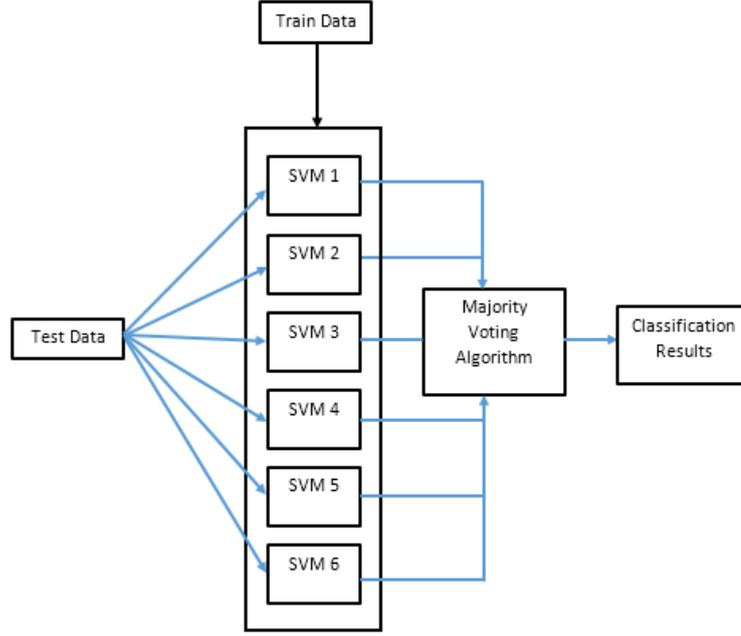 Train Data
SVM 1
SVM 2
SVM 3
SVM 4
SVM 5
SVM 6
Test Data
Majority
Voting
Algorithm
Classification
Results